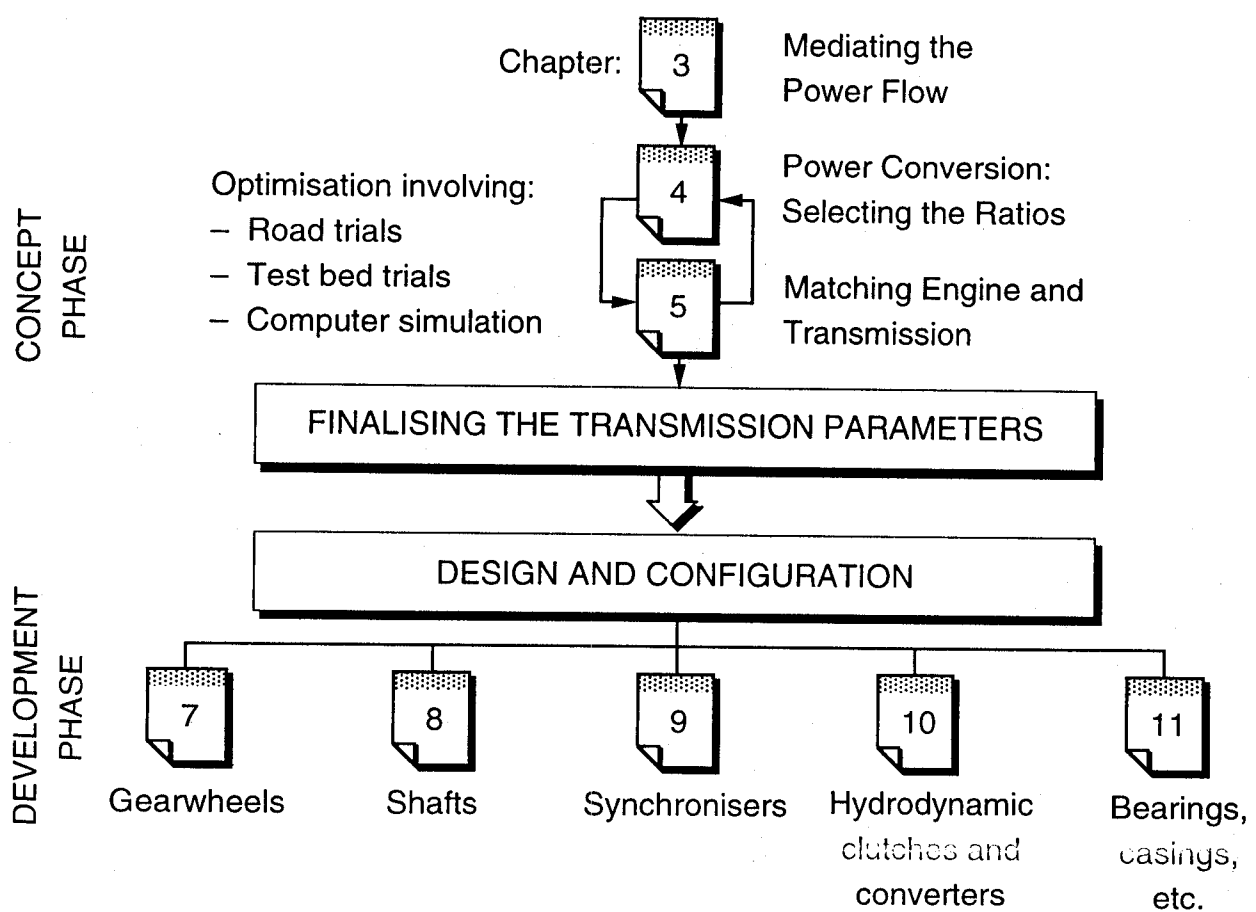 Chapter:
3
Mediating the
Power Flow
CONCEPT
PHASE
Optimisation involving:
– Road trials
– Test bed trials
– Computer simulation
4
Power Conversion:
Selecting the Ratios
5
Matching Engine and
Transmission
FINALISING THE TRANSMISSION PARAMETERS
DESIGN AND CONFIGURATION
DEVELOPMENT
PHASE
7
Gearwheels
8
Shafts
9
Synchronisers
10
Hydrodynamic
clutches and
converters
11
Bearings,
casings,
etc.